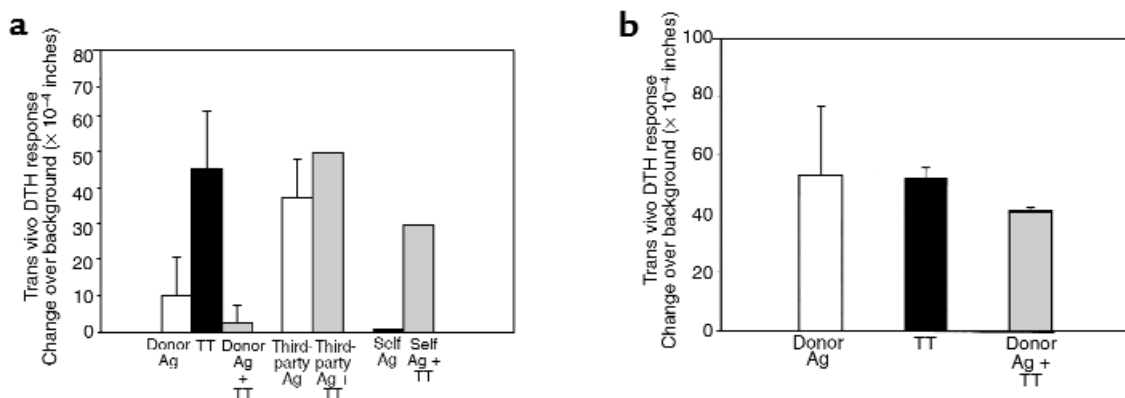 a
Trans vivo DTH response
Change over background (× 10⁻⁴ inches)
80
70
60
50
40
30
20
10
0
Donor
Ag
TT
Donor
Ag
+
TT
Third-
party
Ag
Third-
party
Ag +
TT
Self
Ag
Self
Ag +
TT
b
Trans vivo DTH response
Change over background (× 10⁻⁴ inches)
100
80
60
40
20
0
Donor
Ag
TT
Donor
Ag +
TT